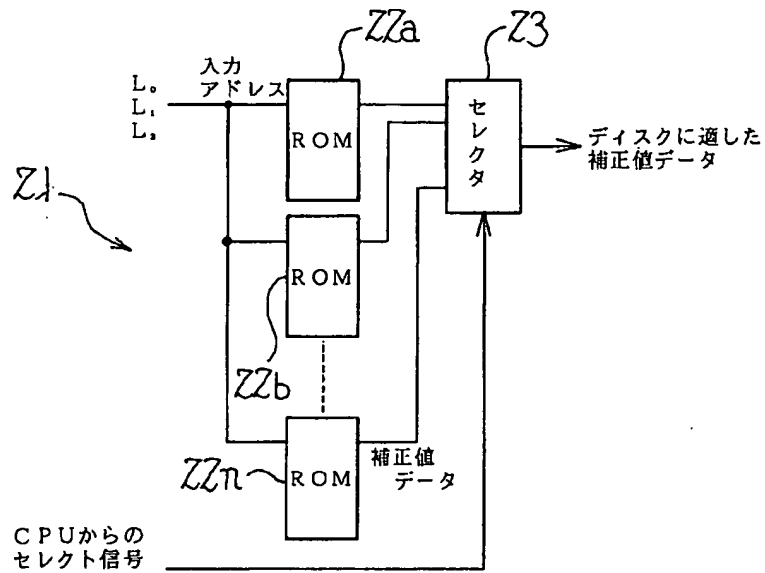 22a
23
L₀
L₁
L₂
入力
アドレス
ROM
セレクタ
ディスクに適した
補正値データ
21
ROM
22b
22n
ROM
補正値
データ
CPUからの
セレクト信号